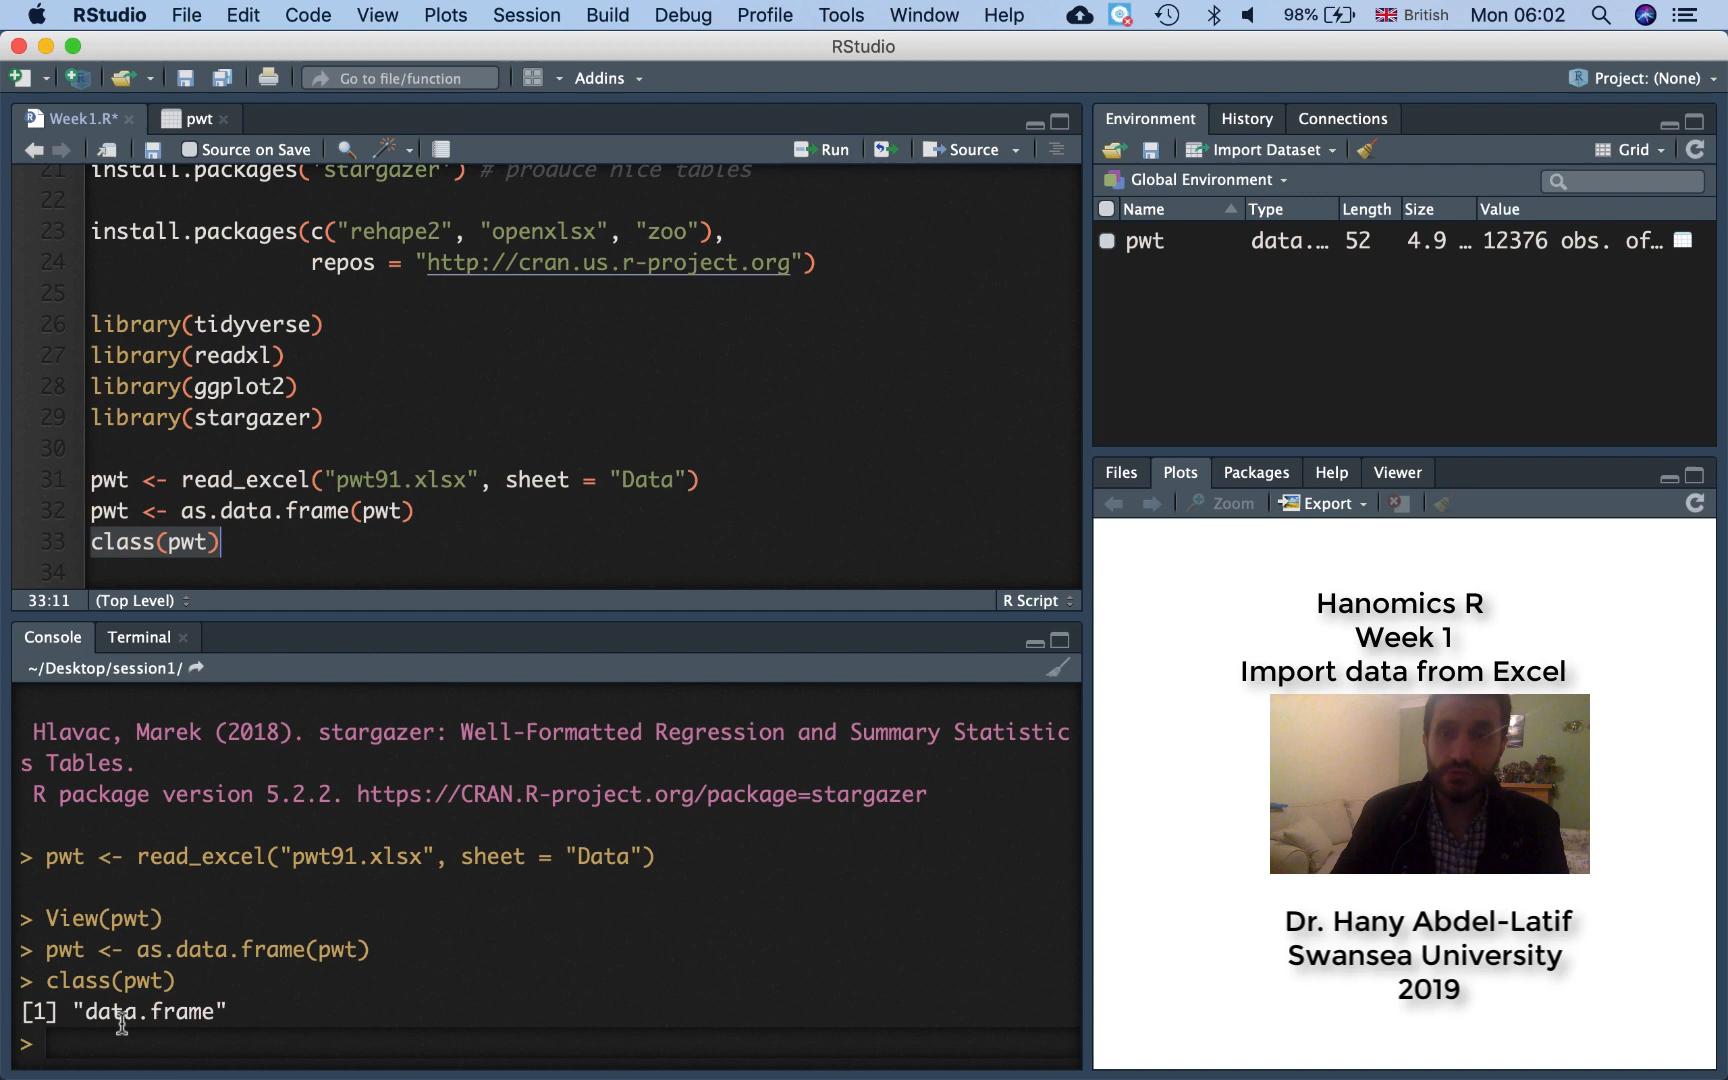 RStudio File Edit Code View Plots Session Build Debug Profile Tools Window Help 98% British Mon 06:02
RStudio
Go to file/function Addins Project: (None)
Week1.R* pwt
Source on Save Run Source
21 install.packages('stargazer') # produce nice tables
22
23 install.packages(c("rehape2", "openxlsx", "zoo"),
24 repos = "http://cran.us.r-project.org")
25
26 library(tidyverse)
27 library(readxl)
28 library(ggplot2)
29 library(stargazer)
30
31 pwt <- read_excel("pwt91.xlsx", sheet = "Data")
32 pwt <- as.data.frame(pwt)
33 class(pwt)
34
33:11 (Top Level) R Script
Console Terminal
~/Desktop/session1/
Hlavac, Marek (2018). stargazer: Well-Formatted Regression and Summary Statistic
s Tables.
R package version 5.2.2. https://CRAN.R-project.org/package=stargazer
> pwt <- read_excel("pwt91.xlsx", sheet = "Data")
> View(pwt)
> pwt <- as.data.frame(pwt)
> class(pwt)
[1] "data.frame"
>
Environment History Connections
Import Dataset Grid
Global Environment
Name Type Length Size Value
pwt data.… 52 4.9 … 12376 obs. of…
Files Plots Packages Help Viewer
Zoom Export
Hanomics R
Week 1
Import data from Excel
Dr. Hany Abdel-Latif
Swansea University
2019